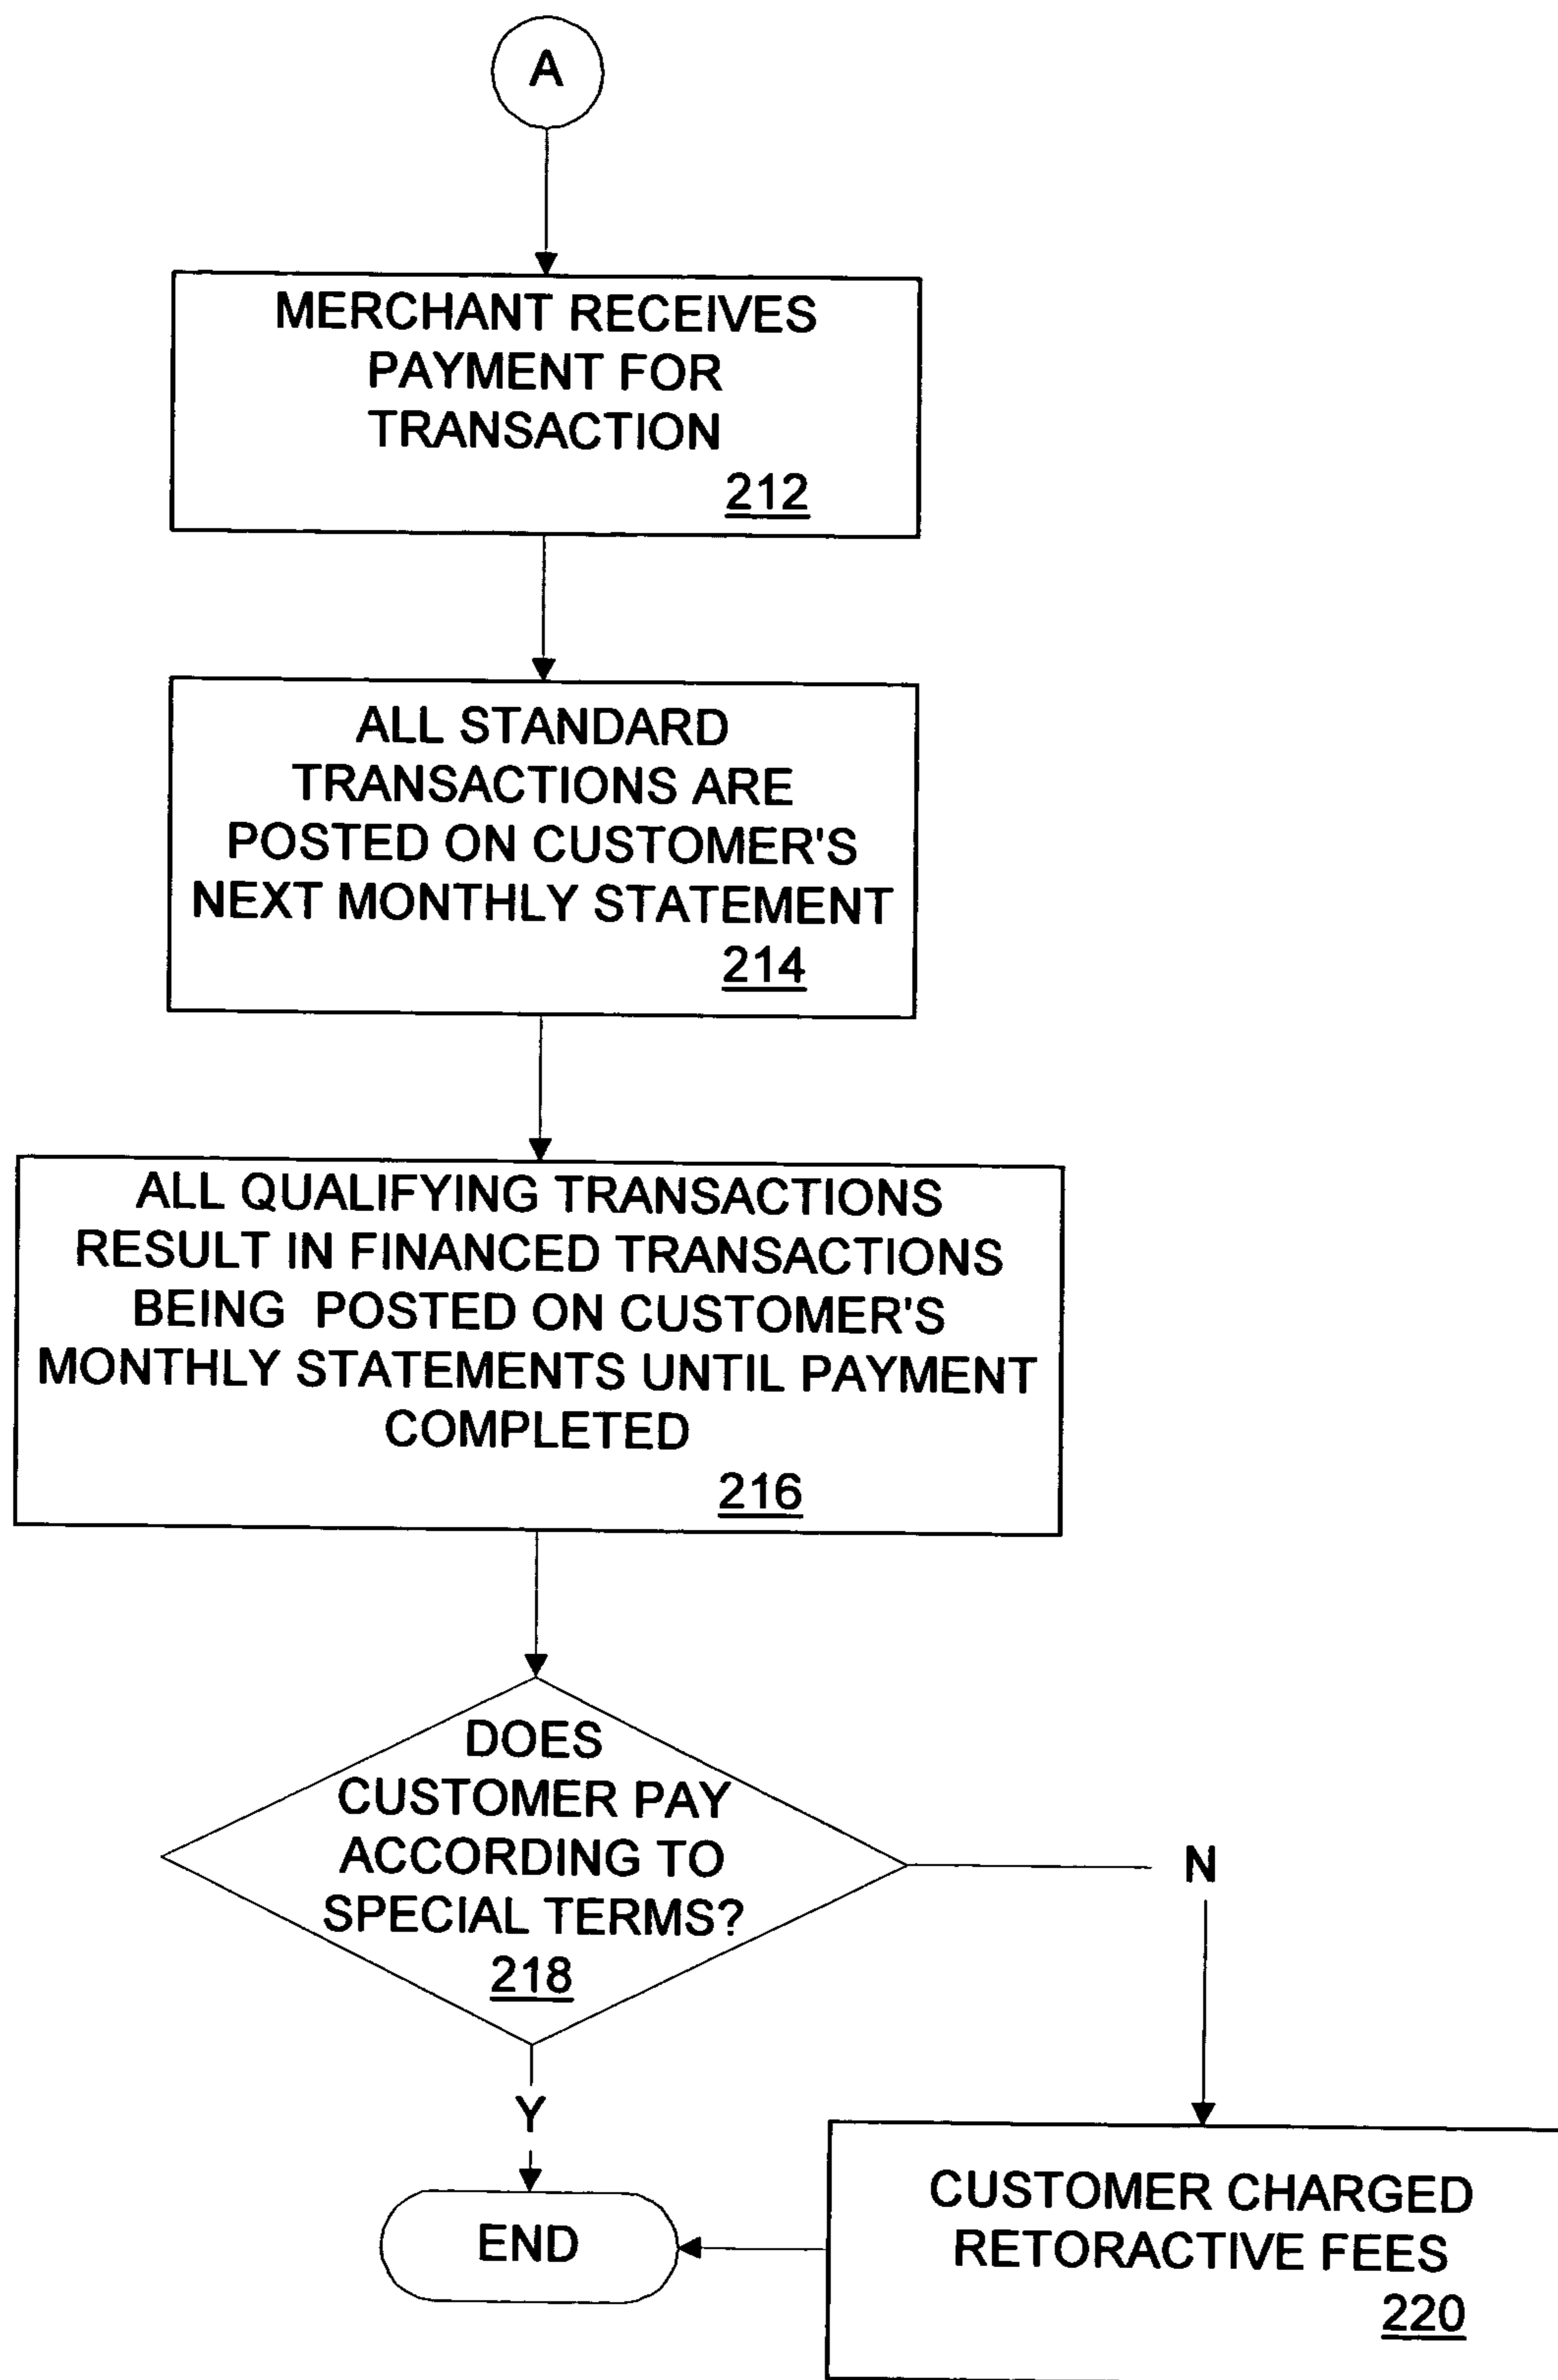 A
MERCHANT RECEIVES
PAYMENT FOR
TRANSACTION
212
ALL STANDARD
TRANSACTIONS ARE
POSTED ON CUSTOMER'S
NEXT MONTHLY STATEMENT
214
ALL QUALIFYING TRANSACTIONS
RESULT IN FINANCED TRANSACTIONS
BEING POSTED ON CUSTOMER'S
MONTHLY STATEMENTS UNTIL PAYMENT
COMPLETED
216
DOES
CUSTOMER PAY
ACCORDING TO
SPECIAL TERMS?
218
N
Y
END
CUSTOMER CHARGED
RETORACTIVE FEES
220